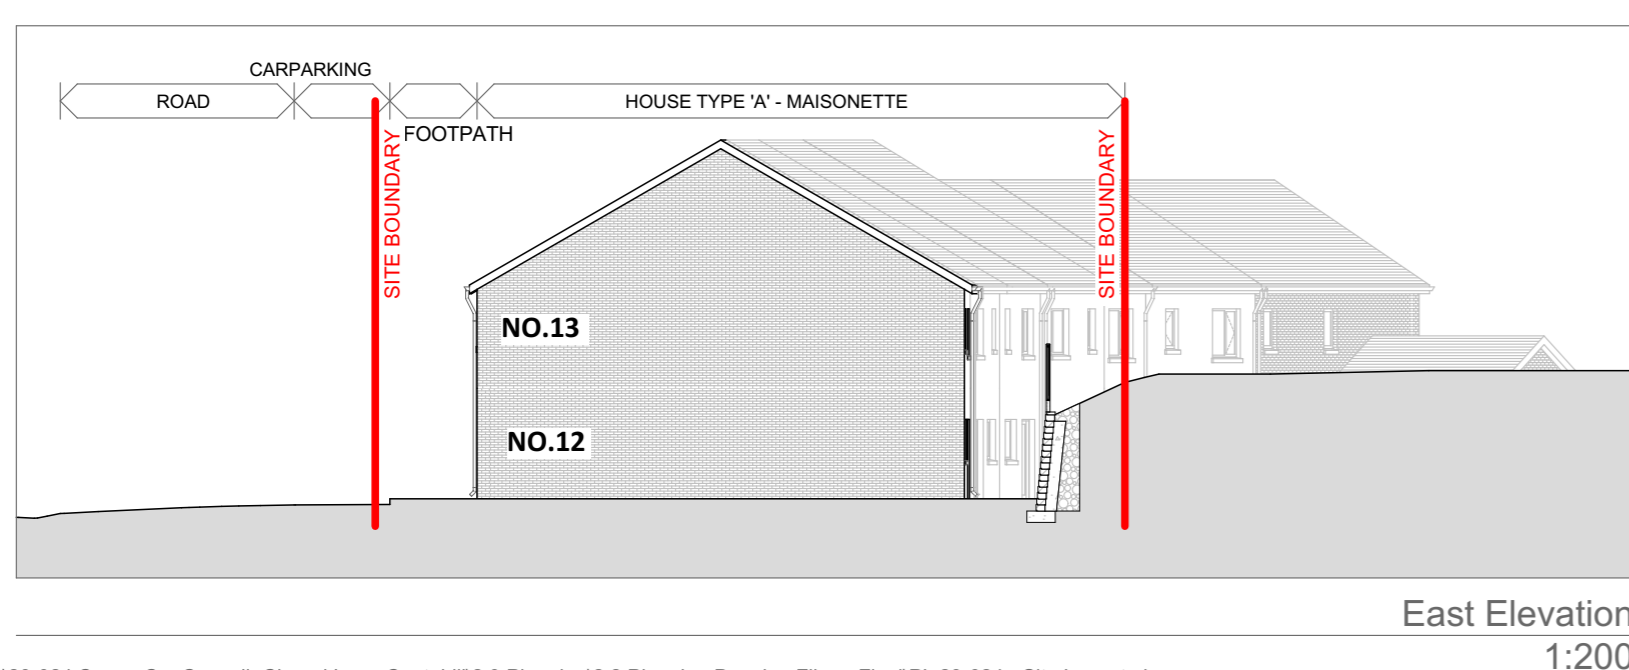 CARPARKING
ROAD
HOUSE TYPE 'A' - MAISONETTE
FOOTPATH
SITE BOUNDARY
SITE BOUNDARY
NO.13
NO.12
East Elevation
1:200